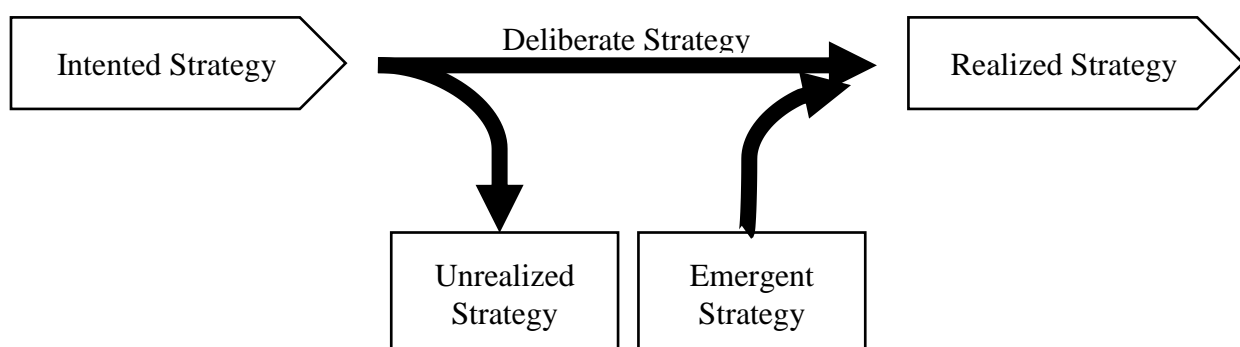 Deliberate Strategy
Intented Strategy
Realized Strategy
Unrealized
Strategy
Emergent
Strategy